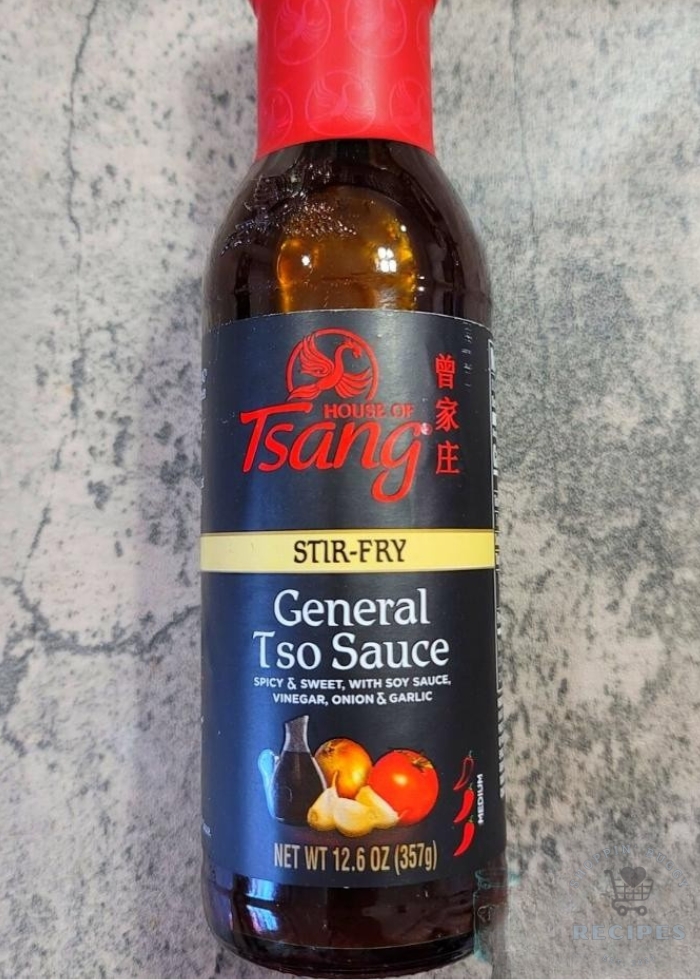 HOUSE OF
Tsang®
曾家庄
STIR-FRY
General
Tso Sauce
SPICY & SWEET, WITH SOY SAUCE,
VINEGAR, ONION & GARLIC
MEDIUM
NET WT 12.6 OZ (357g)
RECIPES